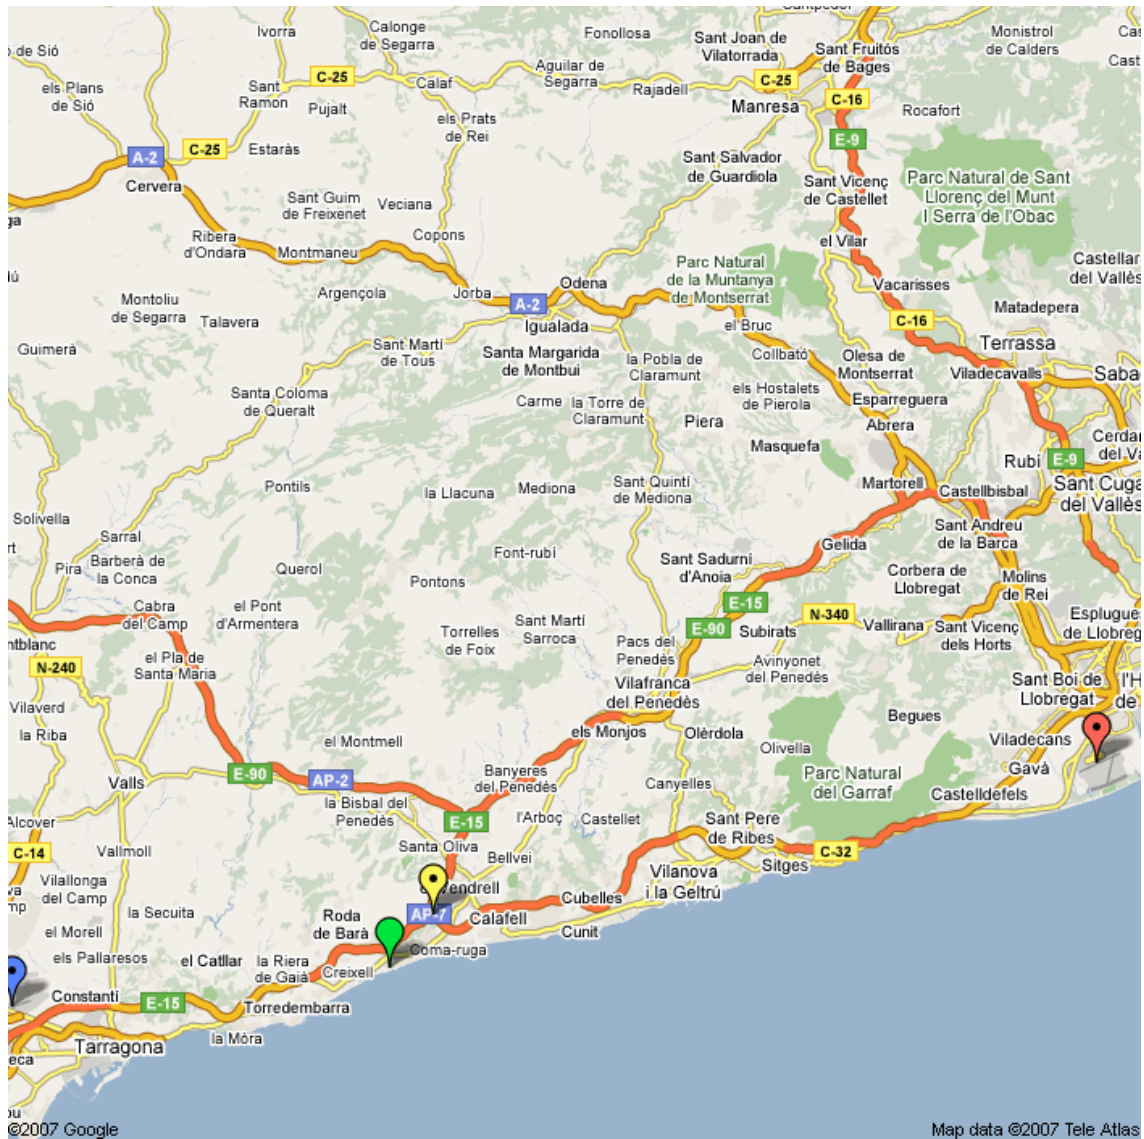 Ivorra
Calonge
de Segarra
Fonollosa
Sant Joan de
Vilatorrada
Sant Fruitós
de Bages
Monistrol
de Calders
de Sió
els Plans
de Sió
Sant
Ramon
C-25
Calaf
Aguilar de
Segarra
Rajadell
C-25
Manresa
C-16
Rocafort
Pujalt
els Prats
de Rei
E-9
A-2
C-25
Estaràs
Cervera
Sant Salvador
de Guardiola
Sant Vicenç
de Castellet
Parc Natural de Sant
Llorenç del Munt
I Serra de l'Obac
Sant Guim
de Freixenet
Veciana
Ribera
d'Ondara
Montmaneu
Copons
el Vilar
Parc Natural
de la Muntanya
de Montserrat
Castellar
del Vallès
Argençola
Jorba
Odena
Vacarisses
Montoliu
de Segarra
Talavera
A-2
Igualada
el Bruc
C-16
Matadepera
Terrassa
Guimerà
Sant Martí
de Tous
Santa Margarida
de Montbui
la Pobla de
Claramunt
Collbató
Olesa de
Montserrat
Viladecavalls
Santa Coloma
de Queralt
Carme
la Torre de
Claramunt
els Hostalets
de Pierola
Esparreguera
Abrera
Piera
Masquefa
Rubí
E-9
Martorell
Castellbisbal
Sant Cuga
del Vallès
Pontils
la Llacuna
Mediona
Sant Quintí
de Mediona
Solivella
Sarral
Sant Andreu
de la Barca
Gelida
Font-rubí
Sant Sadurní
d'Anoia
Pira
Barberà de
la Conca
Querol
Pontons
Corbera de
Llobregat
Molins
de Rei
Cabra
del Camp
el Pont
d'Armentera
E-15
N-340
E-90
Subirats
Vallirana
Sant Vicenç
dels Horts
Esplugue
de Llobreg
ntblanc
N-240
el Pla de
Santa Maria
Torrelles
de Foix
Sant Martí
Sarroca
Pacs del
Penedès
Avinyonet
del Penedès
Vilafranca
del Penedès
Sant Boi de
Llobregat
l'H
de
Vilaverd
la Riba
Begues
Viladecans
el Montmell
els Monjos
Olèrdola
Olivella
Gavà
Valls
E-90
AP-2
Banyeres
del Penedès
Canyelles
Parc Natural
del Garraf
Castelldefels
la Bisbal del
Penedès
Alcover
E-15
l'Arboç
Castellet
Sant Pere
de Ribes
C-14
Vallmoll
Santa Oliva
Bellvei
C-32
Sitges
Vilanova
i la Geltrú
Vilallonga
del Camp
Vendrell
Cubelles
la Secuita
Roda
de Barà
AP-7
Calafell
Cunit
el Morell
els Pallaresos
el Catllar
la Riera
de Gaià
Creixell
Coma-ruga
Constantí
E-15
Torredembarra
la Mòra
Tarragona
eca
©2007 Google
Map data ©2007 Tele Atlas